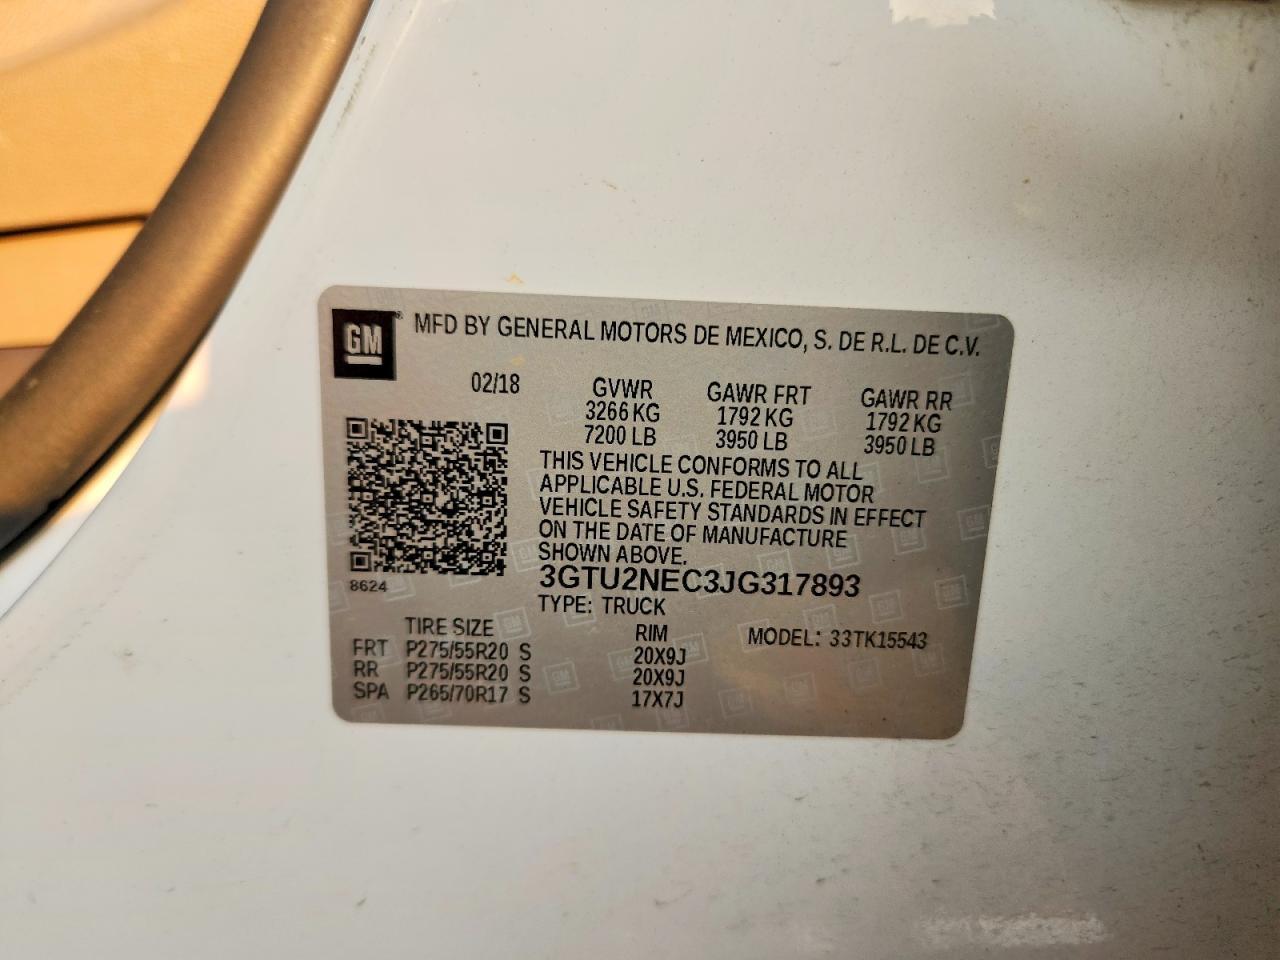 GM
MFD BY GENERAL MOTORS DE MEXICO, S. DE R.L. DE C.V.
02/18 GVWR GAWR FRT GAWR RR
3266 KG 1792 KG 1792 KG
7200 LB 3950 LB 3950 LB
THIS VEHICLE CONFORMS TO ALL
APPLICABLE U.S. FEDERAL MOTOR
VEHICLE SAFETY STANDARDS IN EFFECT
ON THE DATE OF MANUFACTURE
SHOWN ABOVE.
3GTU2NEC3JG317893
8624
TYPE: TRUCK
TIRE SIZE RIM MODEL: 33TK15543
FRT P275/55R20 S 20X9J
RR P275/55R20 S 20X9J
SPA P265/70R17 S 17X7J